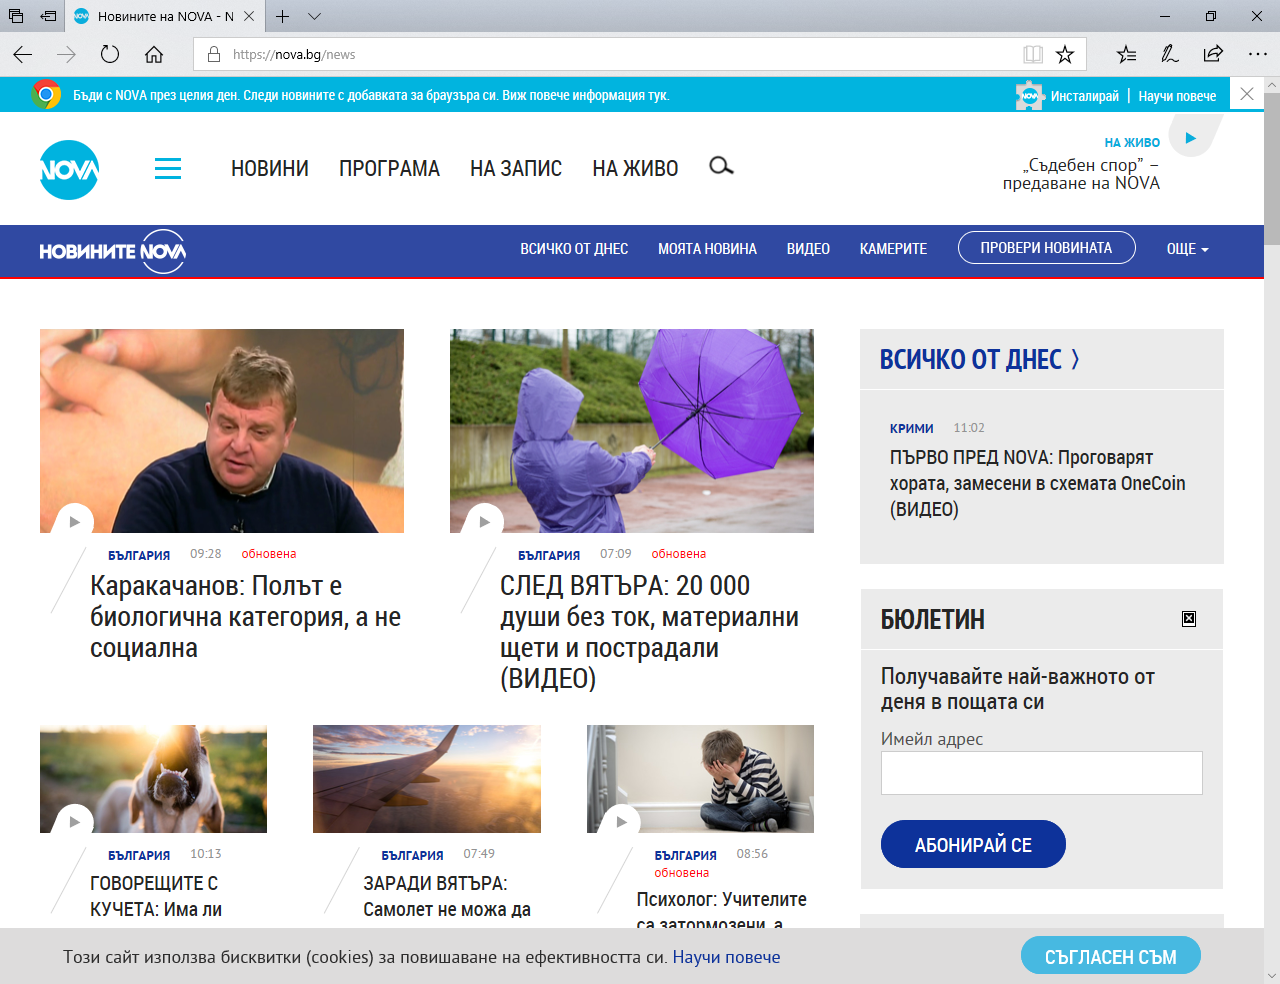 Новините на NOVA - N
https://nova.bg/news
Бъди с NOVA през целия ден. Следи новините с добавката за браузъра си. Виж повече информация тук.
NOVA Инсталирай | Научи повече
NOVA
НОВИНИ ПРОГРАМА НА ЗАПИС НА ЖИВО
НА ЖИВО
„Съдебен спор” –
предаване на NOVA
НОВИНИТЕ NOVA
ВСИЧКО ОТ ДНЕС МОЯТА НОВИНА ВИДЕО КАМЕРИТЕ ПРОВЕРИ НОВИНАТА ОЩЕ
БЪЛГАРИЯ 09:28 обновена
Каракачанов: Полът е
биологична категория, а не
социална
БЪЛГАРИЯ 07:09 обновена
СЛЕД ВЯТЪРА: 20 000
души без ток, материални
щети и пострадали
(ВИДЕО)
ВСИЧКО ОТ ДНЕС
КРИМИ 11:02
ПЪРВО ПРЕД NOVA: Проговарят
хората, замесени в схемата OneCoin
(ВИДЕО)
БЮЛЕТИН
Получавайте най-важното от
деня в пощата си
Имейл адрес
АБОНИРАЙ СЕ
БЪЛГАРИЯ 10:13
ГОВОРЕЩИТЕ С
КУЧЕТА: Има ли
БЪЛГАРИЯ 07:49
ЗАРАДИ ВЯТЪРА:
Самолет не можа да
БЪЛГАРИЯ 08:56
обновена
Психолог: Учителите
са затормозени, а
Този сайт използва бисквитки (cookies) за повишаване на ефективността си. Научи повече
СЪГЛАСЕН СЪМ